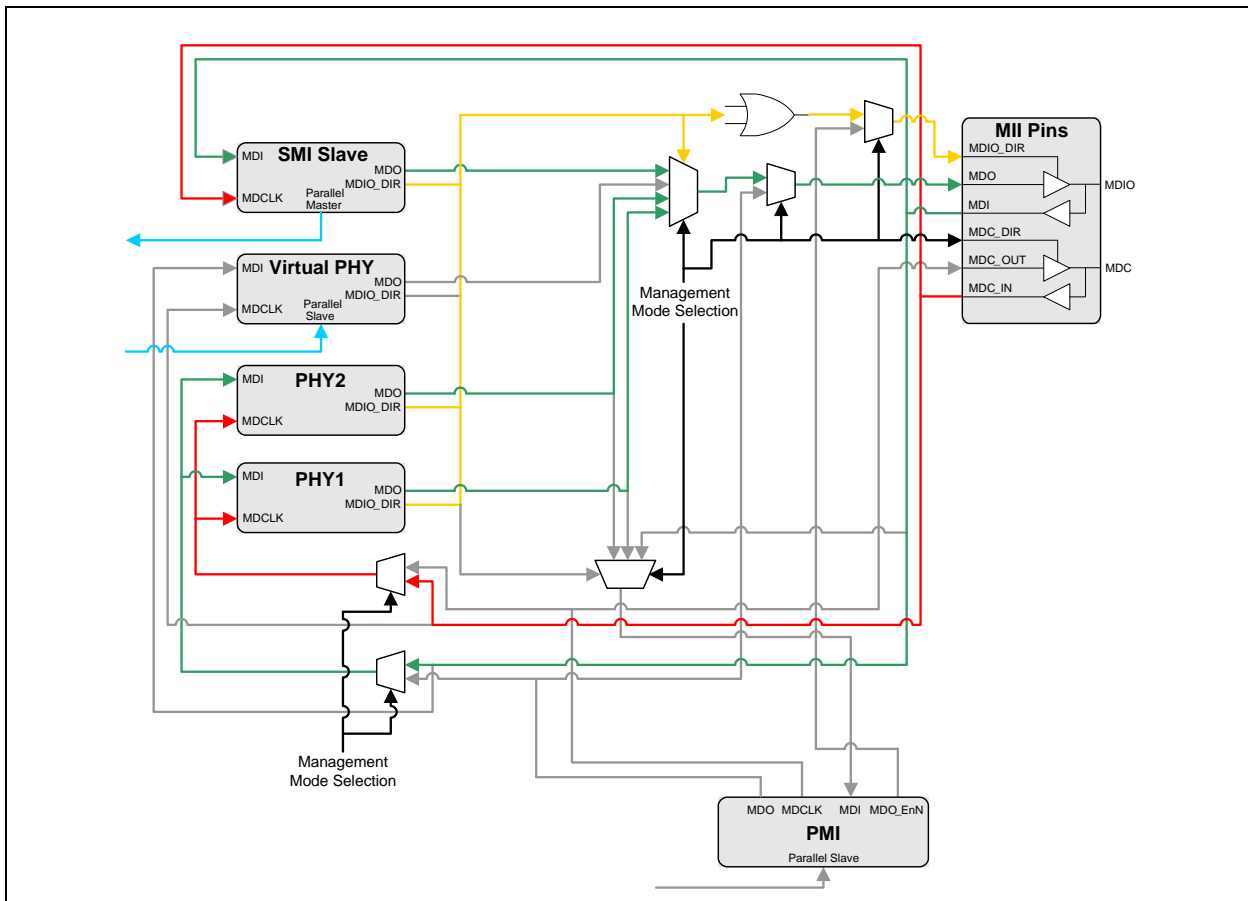 MII Pins
MDIO_DIR
MDO
MDI
MDC_DIR
MDC_OUT
MDC_IN
MDIO
MDC
SMI Slave
MDI
MDO
MDIO_DIR
MDCLK
Parallel
Master
Virtual PHY
MDI
MDO
MDIO_DIR
MDCLK
Parallel
Slave
Management
Mode Selection
PHY2
MDI
MDO
MDIO_DIR
MDCLK
PHY1
MDI
MDO
MDIO_DIR
MDCLK
Management
Mode Selection
MDO MDCLK MDI MDO_EnN
PMI
Parallel Slave